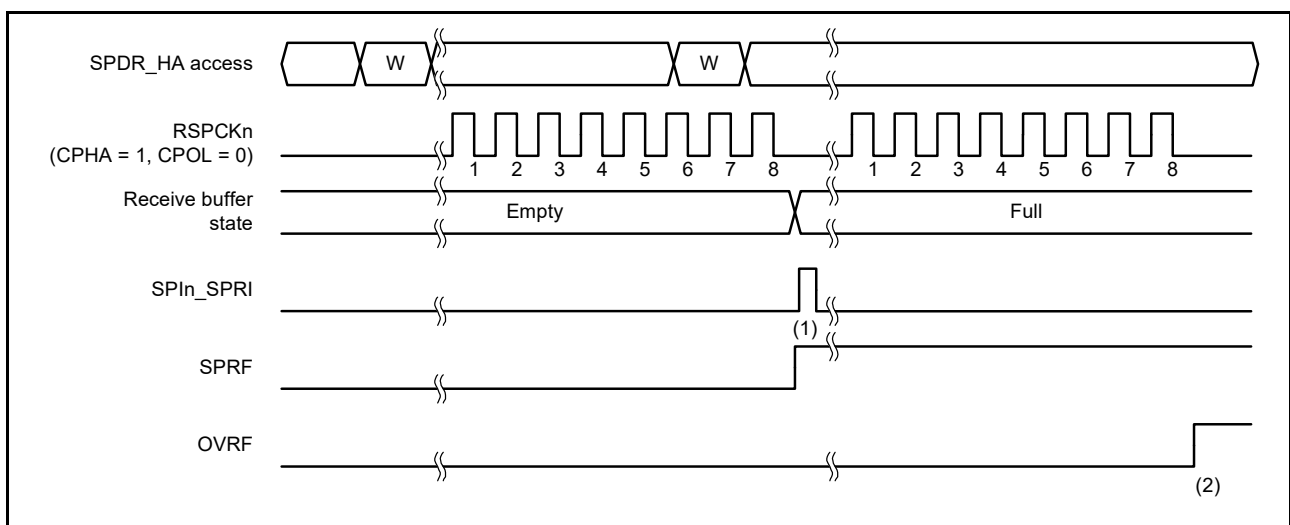 SPDR_HA access
W
W
RSPCKn
(CPHA = 1, CPOL = 0)
1 2 3 4 5 6 7 8 1 2 3 4 5 6 7 8
Receive buffer
state
Empty
Full
SPIn_SPRI
(1)
SPRF
OVRF
(2)